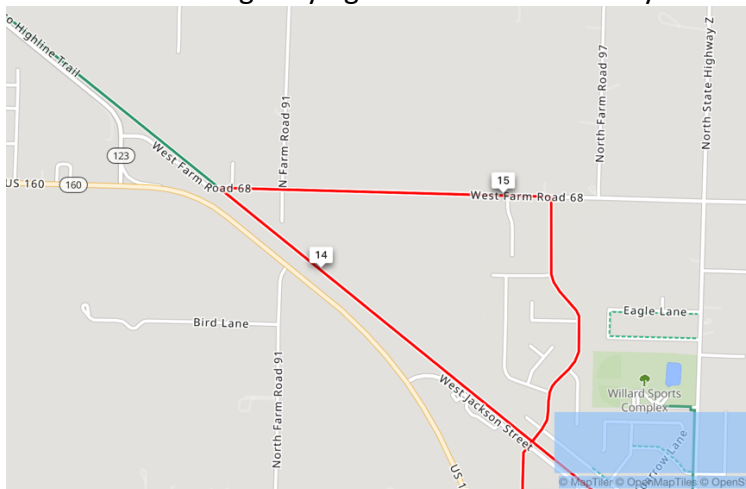 to Highline Trail
123
US 160
160
West Farm
Road 68
N Farm Road 91
15
West Farm Road 68
North Farm Road 97
North State Highway Z
14
Bird Lane
North Farm Road 91
West Jackson Street
Eagle Lane
Willard Sports
Complex
US 1
© MapTiler © OpenMapTiles © OpenS